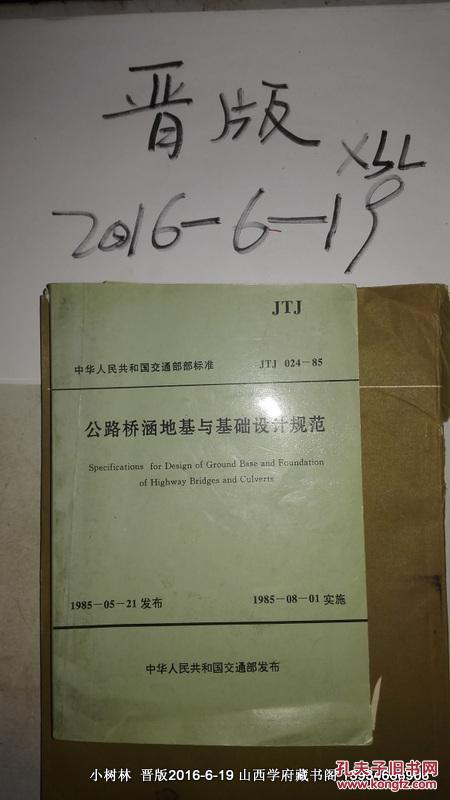 晋版
XSL
2016-6-19
JTJ
中华人民共和国交通部部标准 JTJ 024-85
公路桥涵地基与基础设计规范
Specifications for Design of Ground Base and Foundation
of Highway Bridges and Culverts
1985-05-21 发布 1985-08-01 实施
中华人民共和国交通部发布
小树林 晋版2016-6-19 山西学府藏书阁
孔夫子旧书网